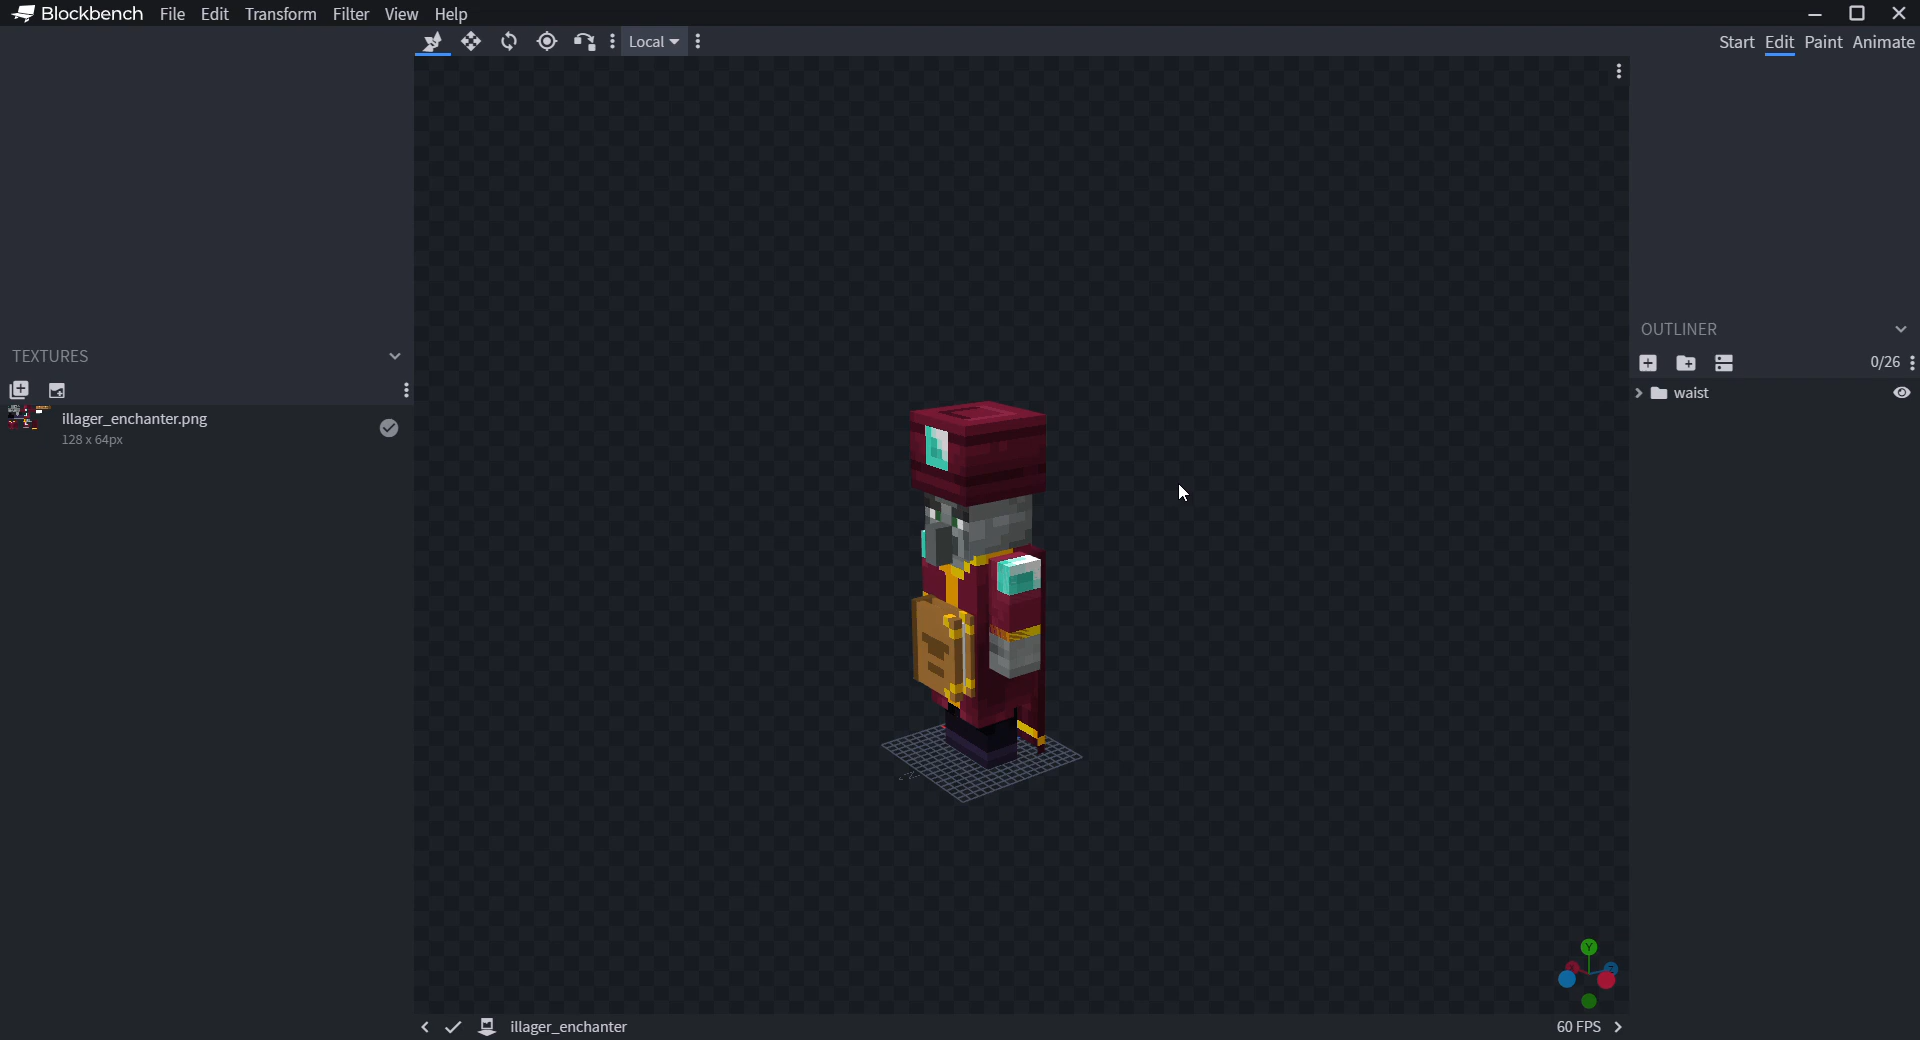 Blockbench File Edit Transform Filter View Help
Local
Start Edit Paint Animate
TEXTURES
illager_enchanter.png
128 x 64px
OUTLINER
0/26
waist
Y
illager_enchanter
60 FPS